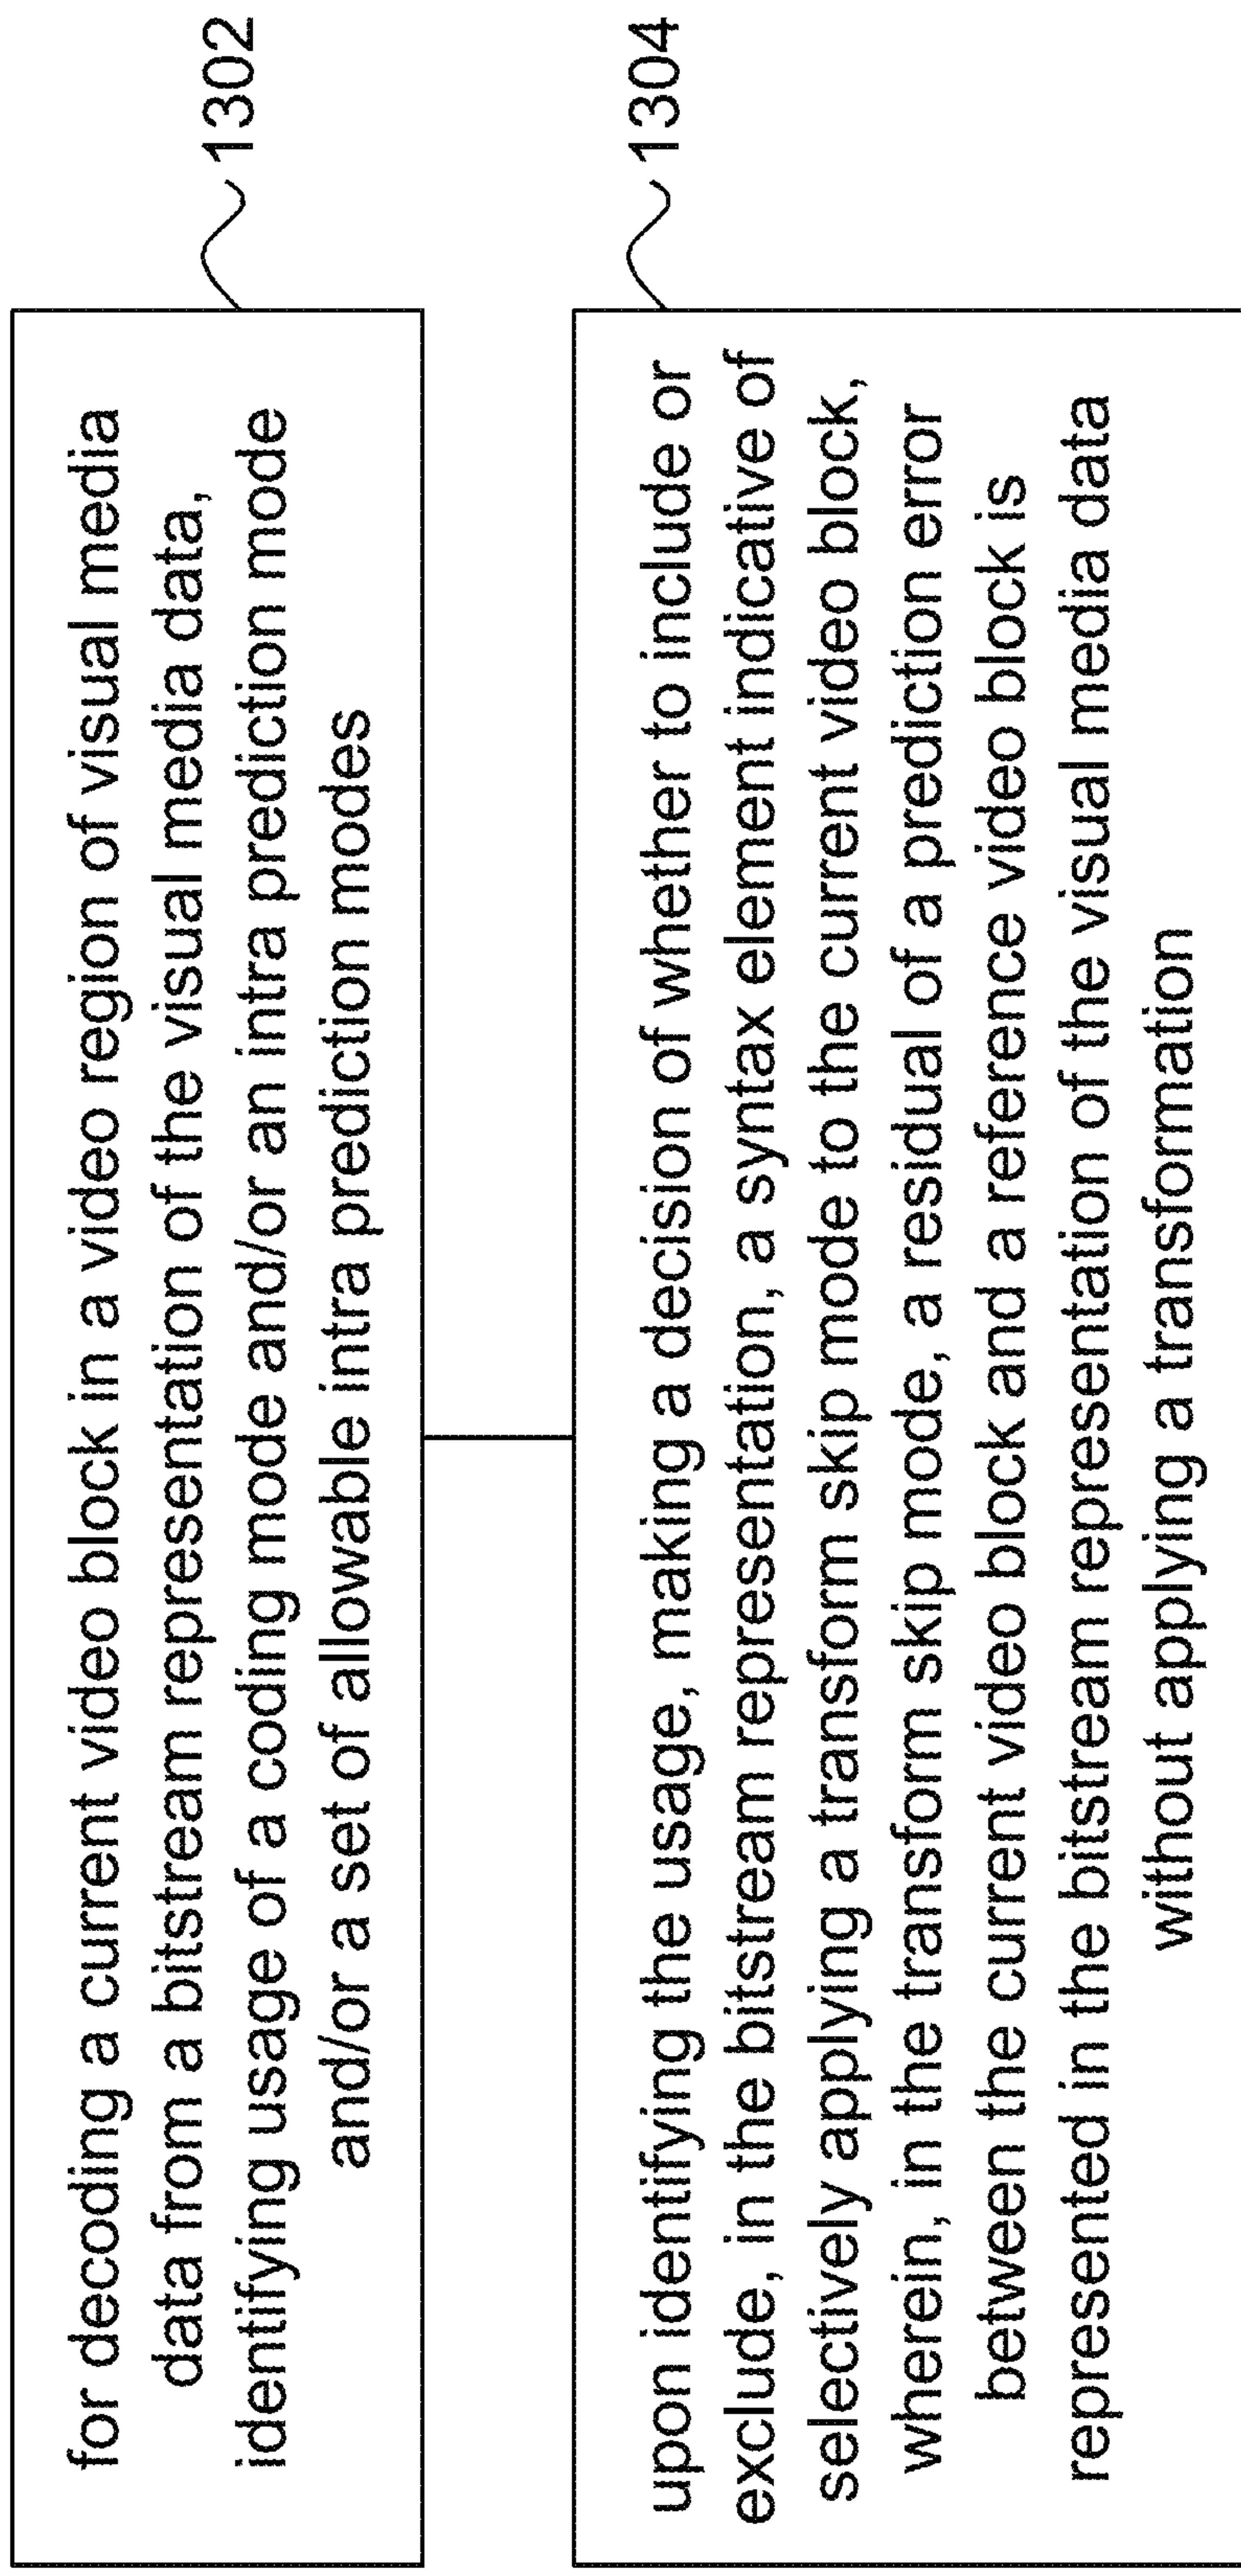 for decoding a current video block in a video region of visual media
data from a bitstream representation of the visual media data,
identifying usage of a coding mode and/or an intra prediction mode
and/or a set of allowable intra prediction modes
1302
upon identifying the usage, making a decision of whether to include or
exclude, in the bitstream representation, a syntax element indicative of
selectively applying a transform skip mode to the current video block,
wherein, in the transform skip mode, a residual of a prediction error
between the current video block and a reference video block is
represented in the bitstream representation of the visual media data
without applying a transformation
1304